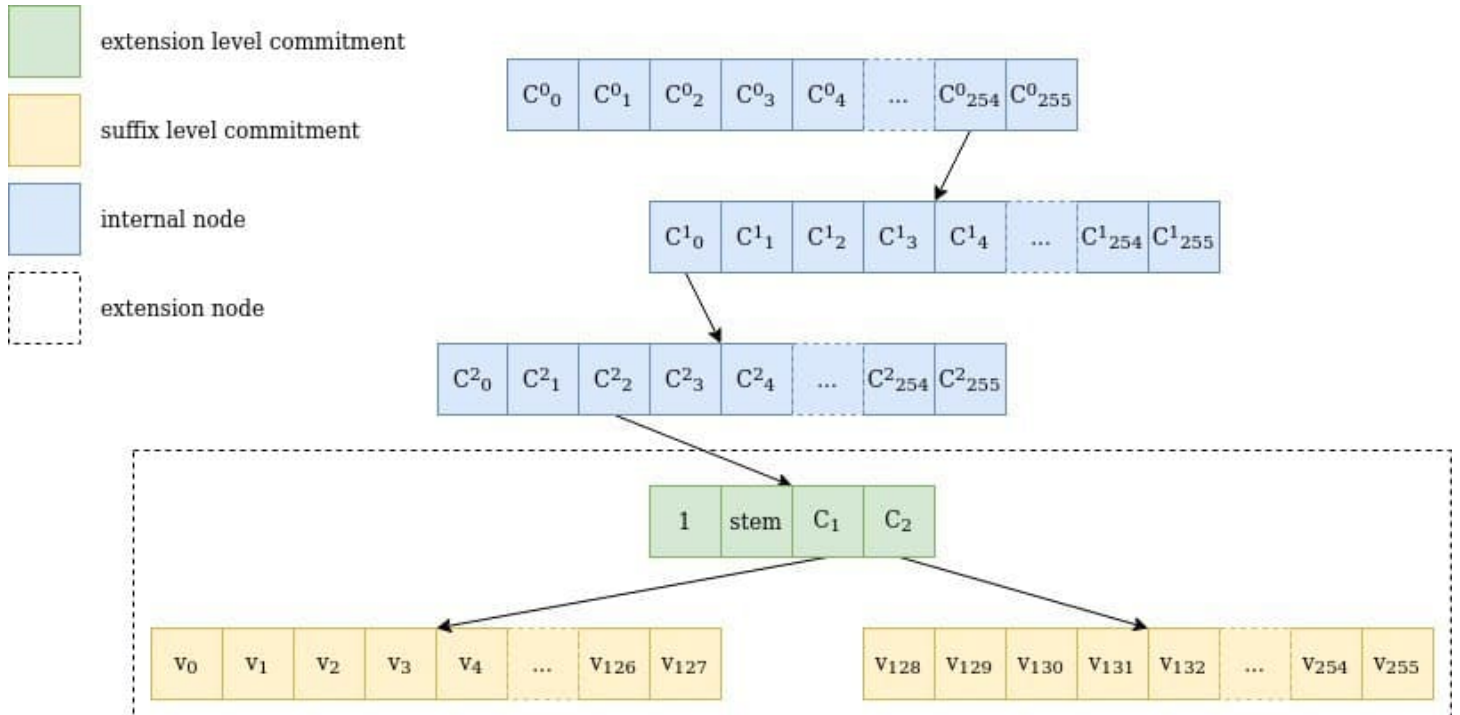 extension level commitment
suffix level commitment
internal node
extension node
C⁰₀ C⁰₁ C⁰₂ C⁰₃ C⁰₄ ... C⁰₂₅₄ C⁰₂₅₅
C¹₀ C¹₁ C¹₂ C¹₃ C¹₄ ... C¹₂₅₄ C¹₂₅₅
C²₀ C²₁ C²₂ C²₃ C²₄ ... C²₂₅₄ C²₂₅₅
1 stem C₁ C₂
v₀ v₁ v₂ v₃ v₄ ... v₁₂₆ v₁₂₇
v₁₂₈ v₁₂₉ v₁₃₀ v₁₃₁ v₁₃₂ ... v₂₅₄ v₂₅₅